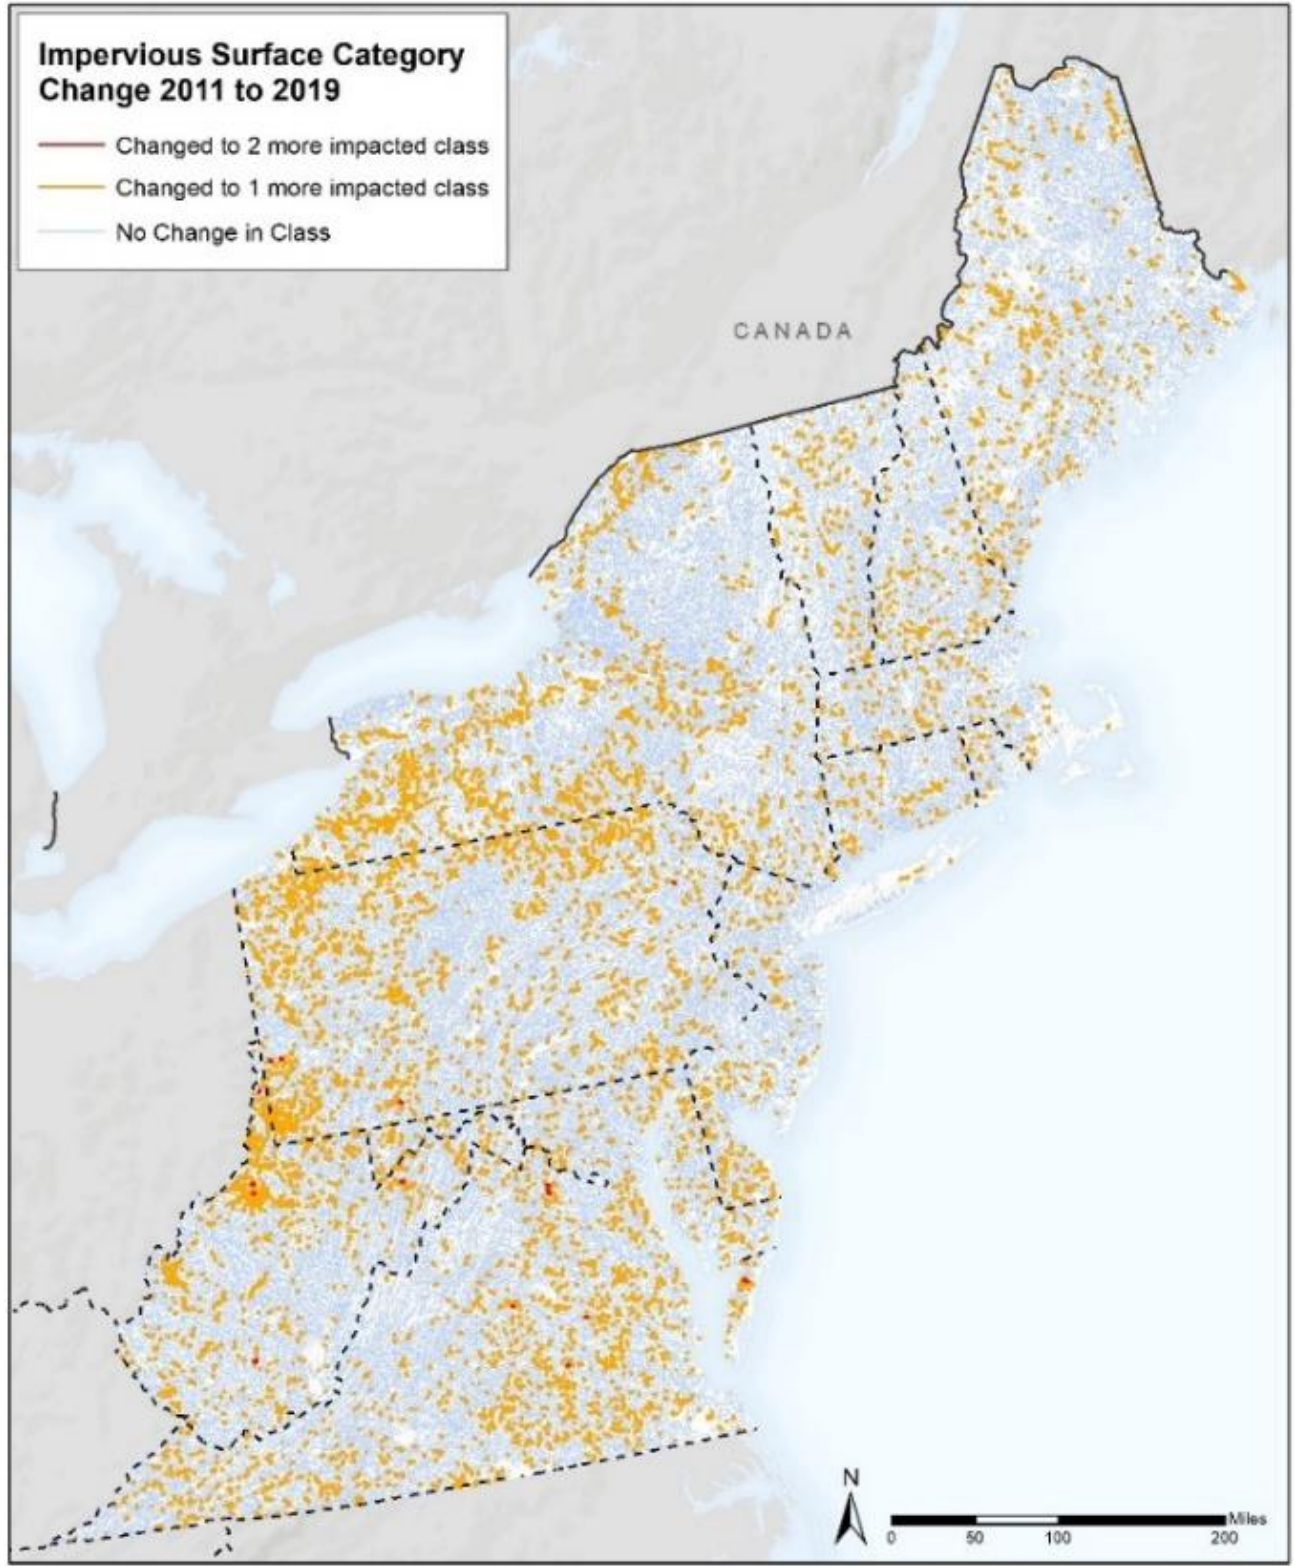 Impervious Surface Category
Change 2011 to 2019
Changed to 2 more impacted class
Changed to 1 more impacted class
No Change in Class
CANADA
N
Miles
0 50 100 200